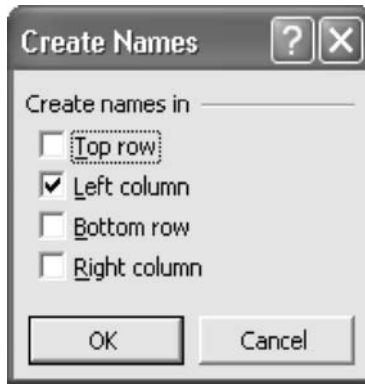 Create Names ? X
Create names in
Top row
Left column
Bottom row
Right column
OK Cancel